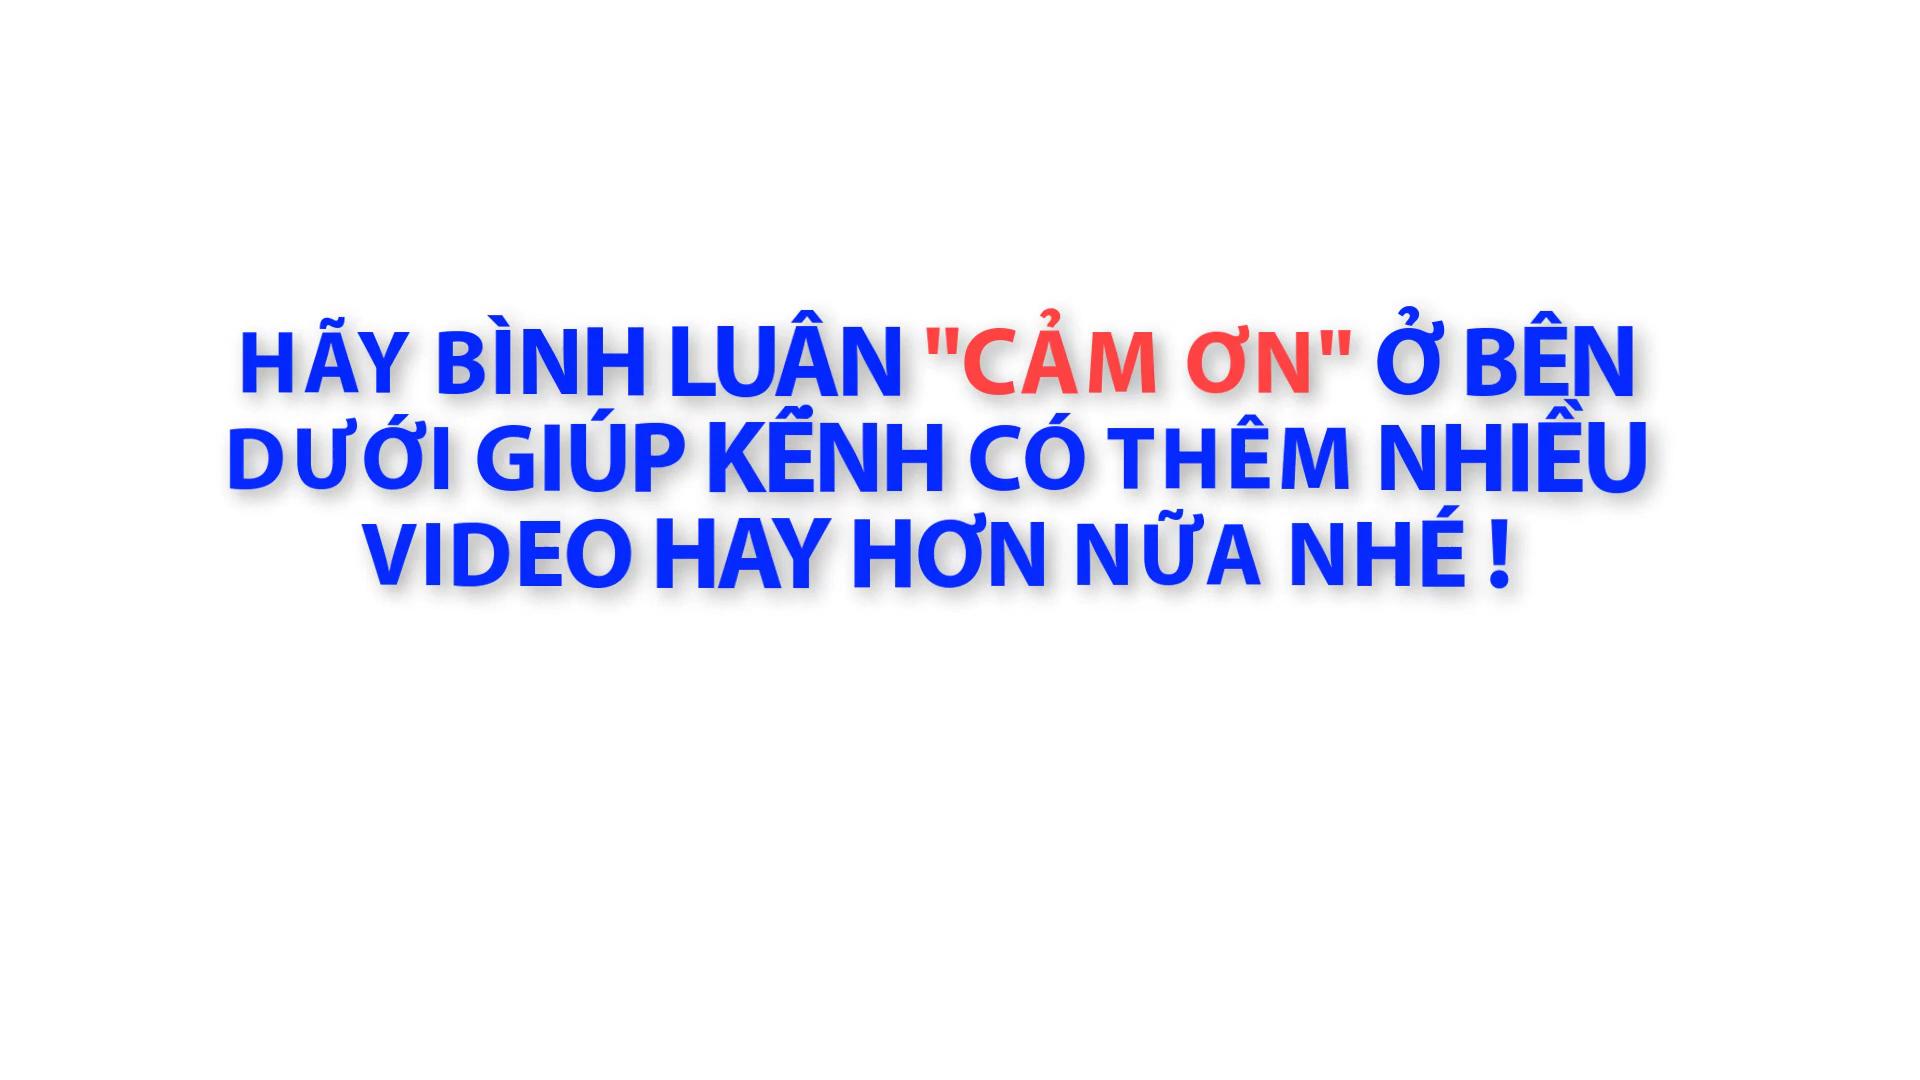 HÃY BÌNH LUẬN "CẢM ƠN" Ở BÊN
DƯỚI GIÚP KÊNH CÓ THÊM NHIỀU
VIDEO HAY HƠN NỮA NHÉ !